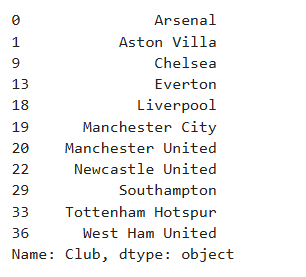 0 Arsenal
1 Aston Villa
9 Chelsea
13 Everton
18 Liverpool
19 Manchester City
20 Manchester United
22 Newcastle United
29 Southampton
33 Tottenham Hotspur
36 West Ham United
Name: Club, dtype: object